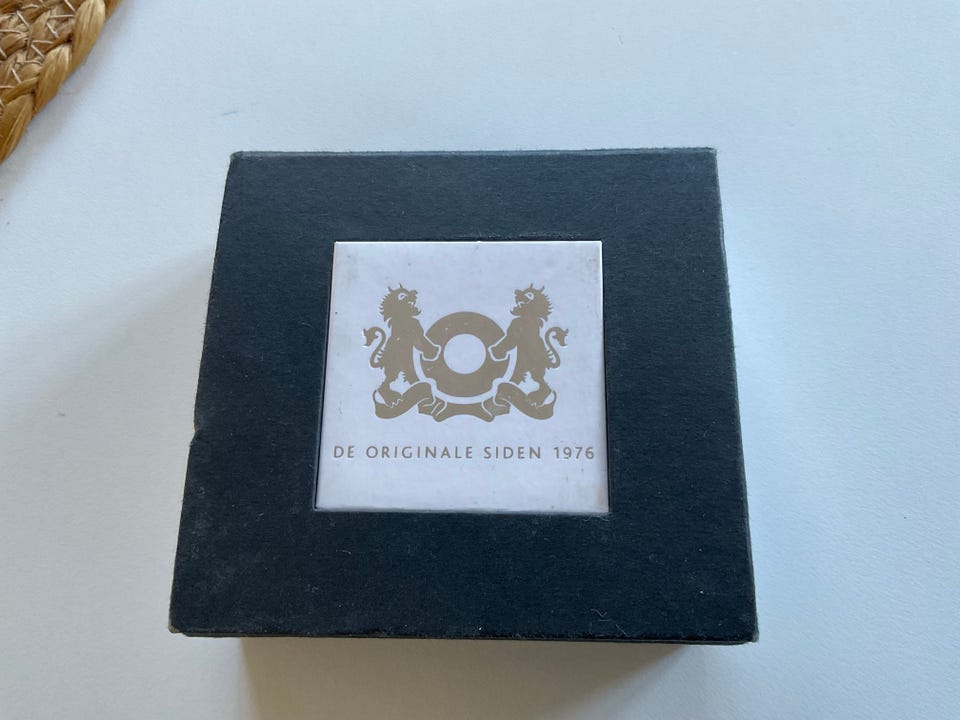 DE ORIGINALE SIDEN 1976